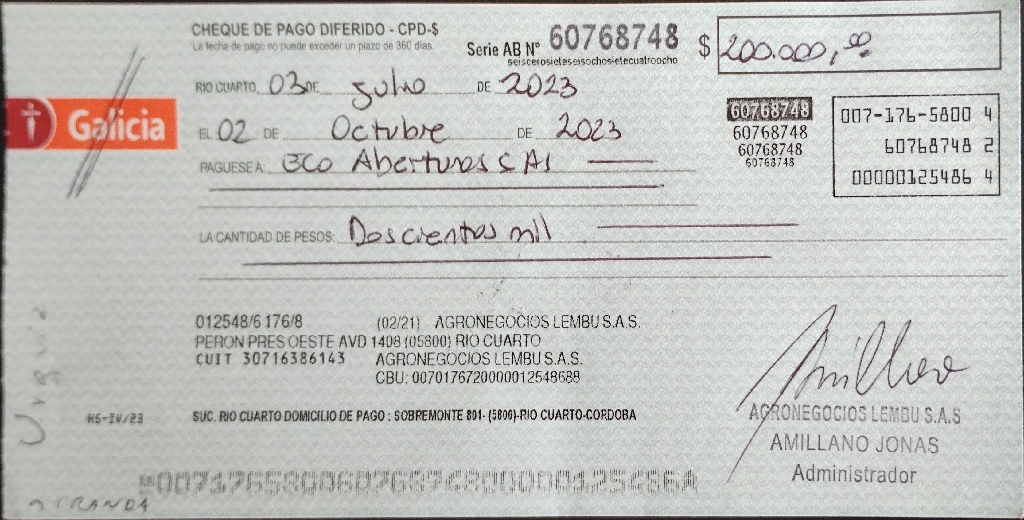 CHEQUE DE PAGO DIFERIDO - CPD-$
La fecha de pago no puede exceder un plazo de 360 días.
Serie AB Nº 60768748
seiscerosietseisochosietecuatroocho
$ 200.000,00
RIO CUARTO, 03 DE Julio DE 2023
EL 02 DE Octubre DE 2023
Galicia
PAGUESE A: ECO Aberturas S A
LA CANTIDAD DE PESOS: Doscientos mil
60768748
60768748
60768748
60768748
007-176-5800 4
60768748 2
00000125486 4
012548/6 176/8 (02/21) AGRONEGOCIOS LEMBU S.A.S.
PERON PRES OESTE AVD 1408 (05800) RIO CUARTO
CUIT 30716386143 AGRONEGOCIOS LEMBU S.A.S.
CBU: 0070176720000012548688
HS-IV/23
SUC. RIO CUARTO DOMICILIO DE PAGO : SOBREMONTE 801- (5800)-RIO CUARTO-CORDOBA
Amillano
AGRONEGOCIOS LEMBU S.A.S
AMILLANO JONAS
Administrador
MIRANDA